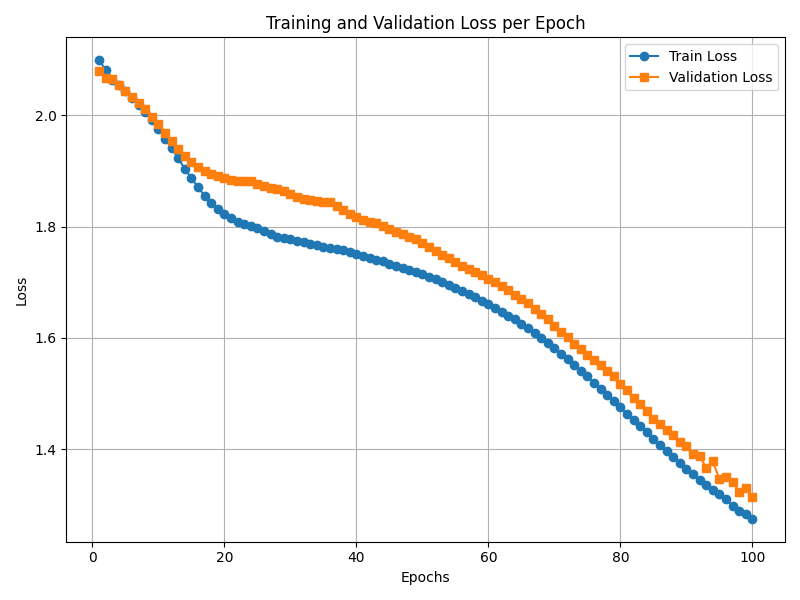 Training and Validation Loss per Epoch
Train Loss
Validation Loss
2.0
1.8
1.6
1.4
Loss
0 20 40 60 80 100
Epochs